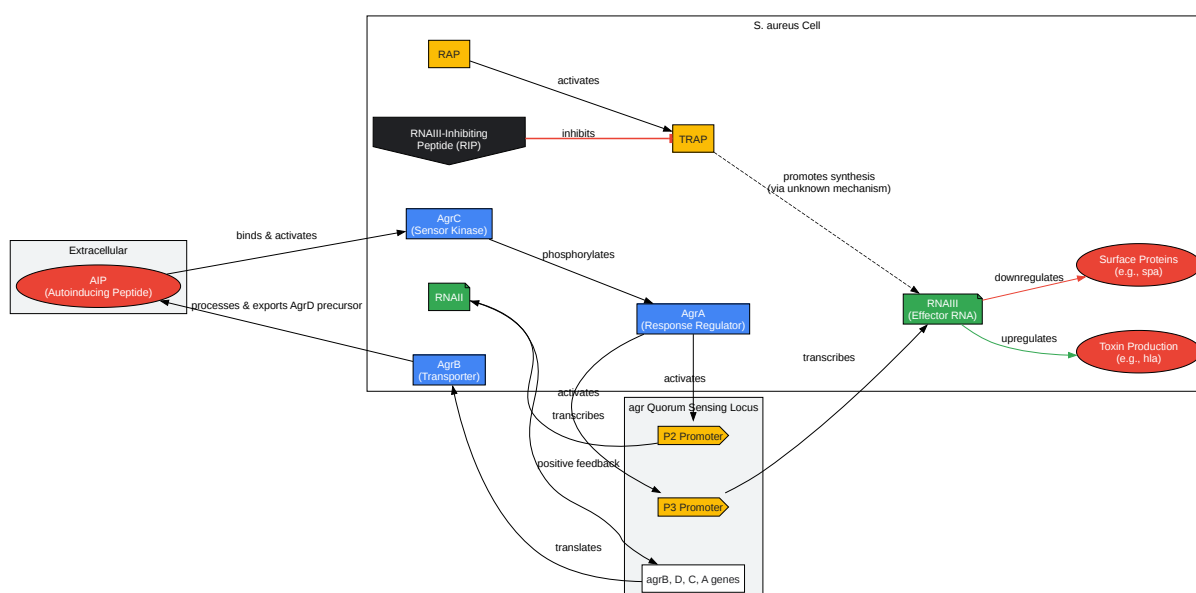 S. aureus Cell
RAP
activates
RNAIII-Inhibiting
Peptide (RIP)
inhibits
TRAP
promotes synthesis
(via unknown mechanism)
AgrC
(Sensor Kinase)
binds & activates
Extracellular
AIP
(Autoinducing Peptide)
phosphorylates
Surface Proteins
(e.g., spa)
downregulates
RNAII
processes & exports AgrD precursor
AgrA
(Response Regulator)
RNAIII
(Effector RNA)
upregulates
Toxin Production
(e.g., hla)
transcribes
AgrB
(Transporter)
activates
activates
agr Quorum Sensing Locus
transcribes
P2 Promoter
positive feedback
P3 Promoter
translates
agrB, D, C, A genes